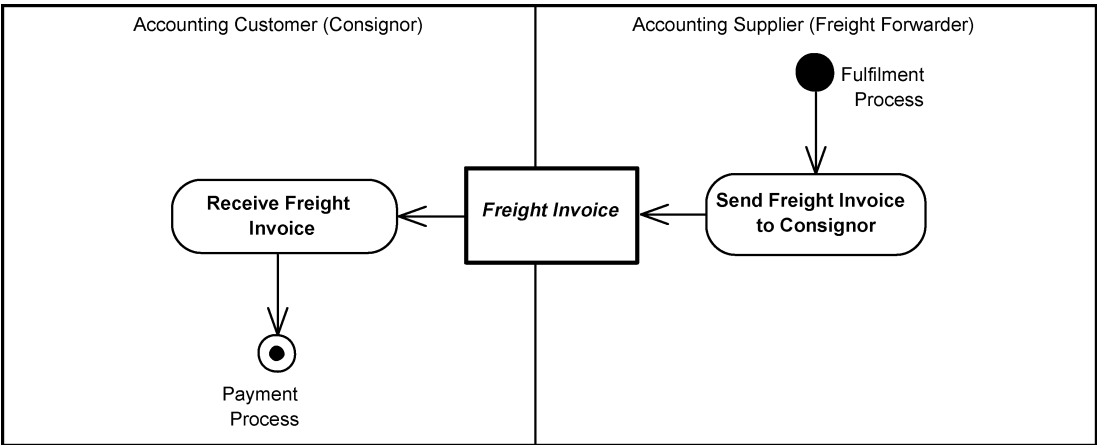 Accounting Customer (Consignor)
Accounting Supplier (Freight Forwarder)
Fulfilment
Process
Send Freight Invoice
to Consignor
Freight Invoice
Receive Freight
Invoice
Payment
Process